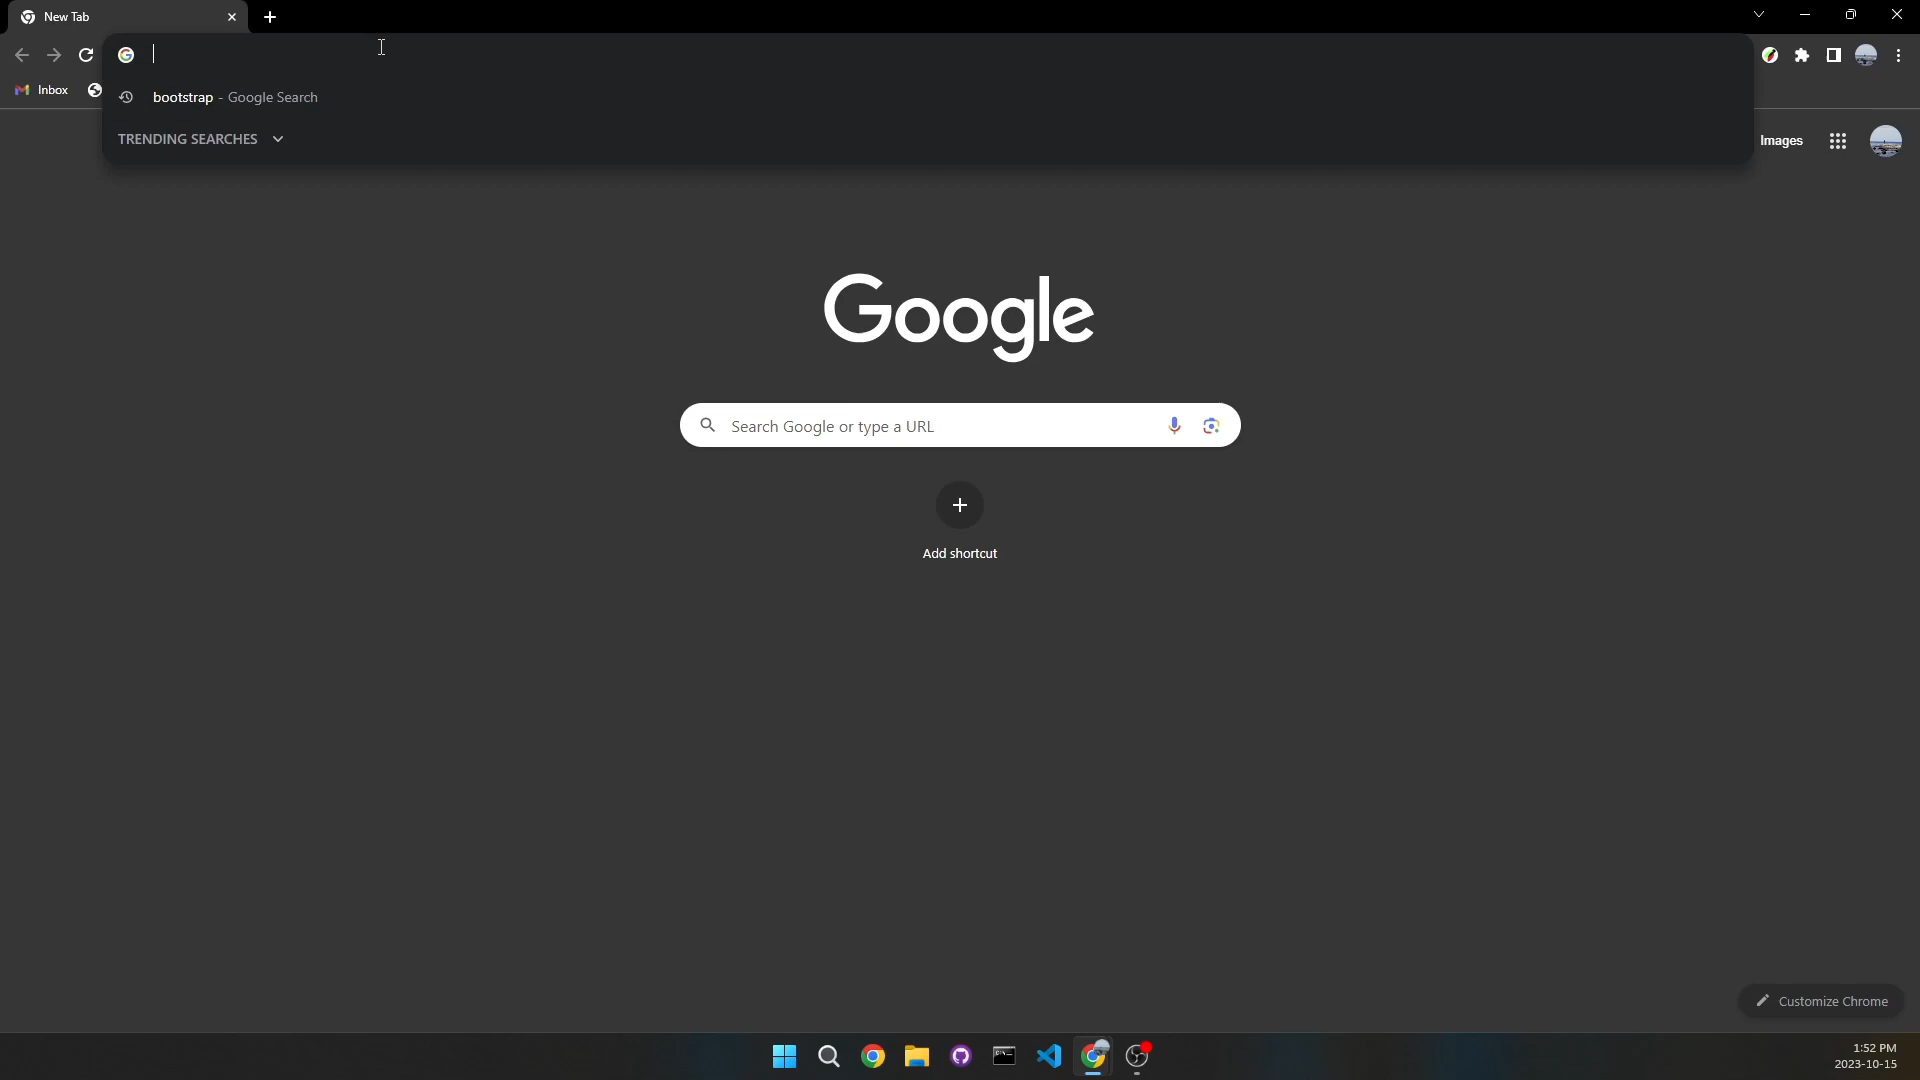 New Tab
bootstrap - Google Search
Inbox
TRENDING SEARCHES
Images
Google
Search Google or type a URL
Add shortcut
Customize Chrome
1:52 PM
2023-10-15